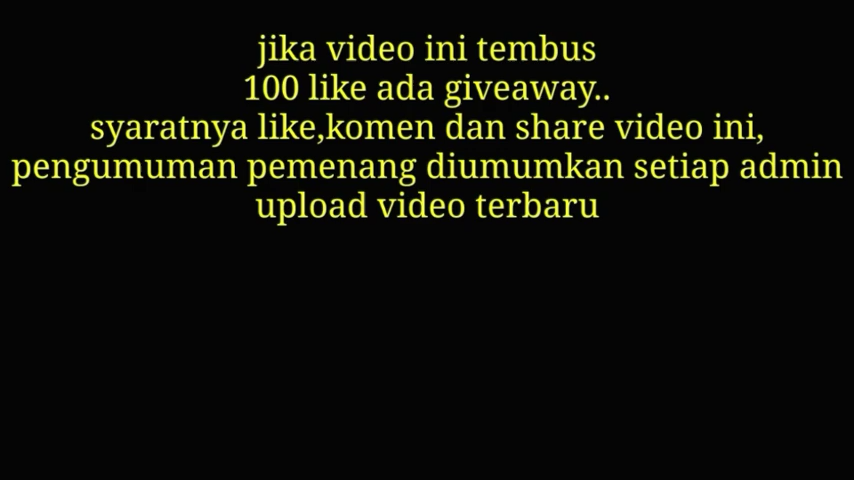 jika video ini tembus
100 like ada giveaway..
syaratnya like,komen dan share video ini,
pengumuman pemenang diumumkan setiap admin
upload video terbaru